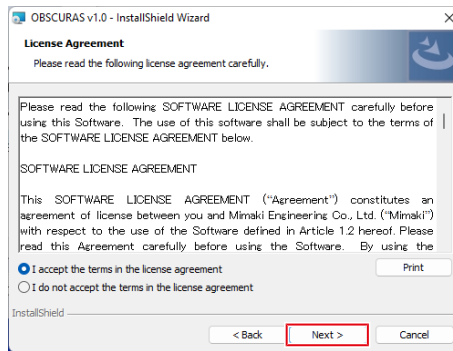 OBSCURAS v1.0 - InstallShield Wizard
License Agreement
Please read the following license agreement carefully.
Please read the following SOFTWARE LICENSE AGREEMENT carefully before
using this Software. The use of this software shall be subject to the terms of
the SOFTWARE LICENSE AGREEMENT below.
SOFTWARE LICENSE AGREEMENT
This SOFTWARE LICENSE AGREEMENT (“Agreement”) constitutes an
agreement of license between you and Mimaki Engineering Co., Ltd. (“Mimaki”)
with respect to the use of the Software defined in Article 1.2 hereof. Please
read this Agreement carefully before using the Software. By using the
I accept the terms in the license agreement
Print
I do not accept the terms in the license agreement
InstallShield
< Back
Next >
Cancel